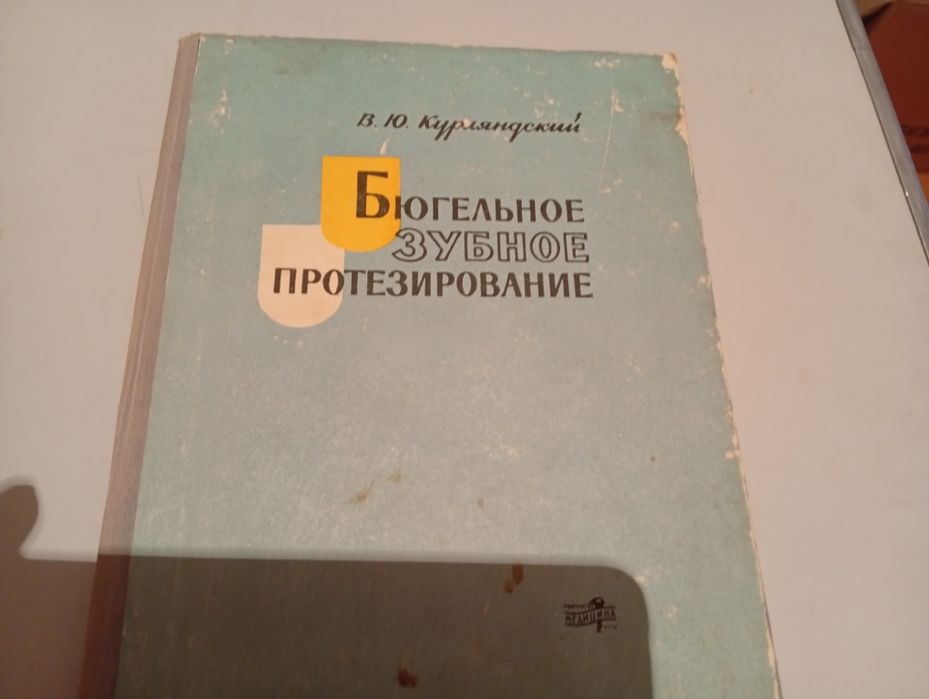 В. Ю. Курляндский
БЮГЕЛЬНОЕ
ЗУБНОЕ
ПРОТЕЗИРОВАНИЕ
МЕДИЦИНА